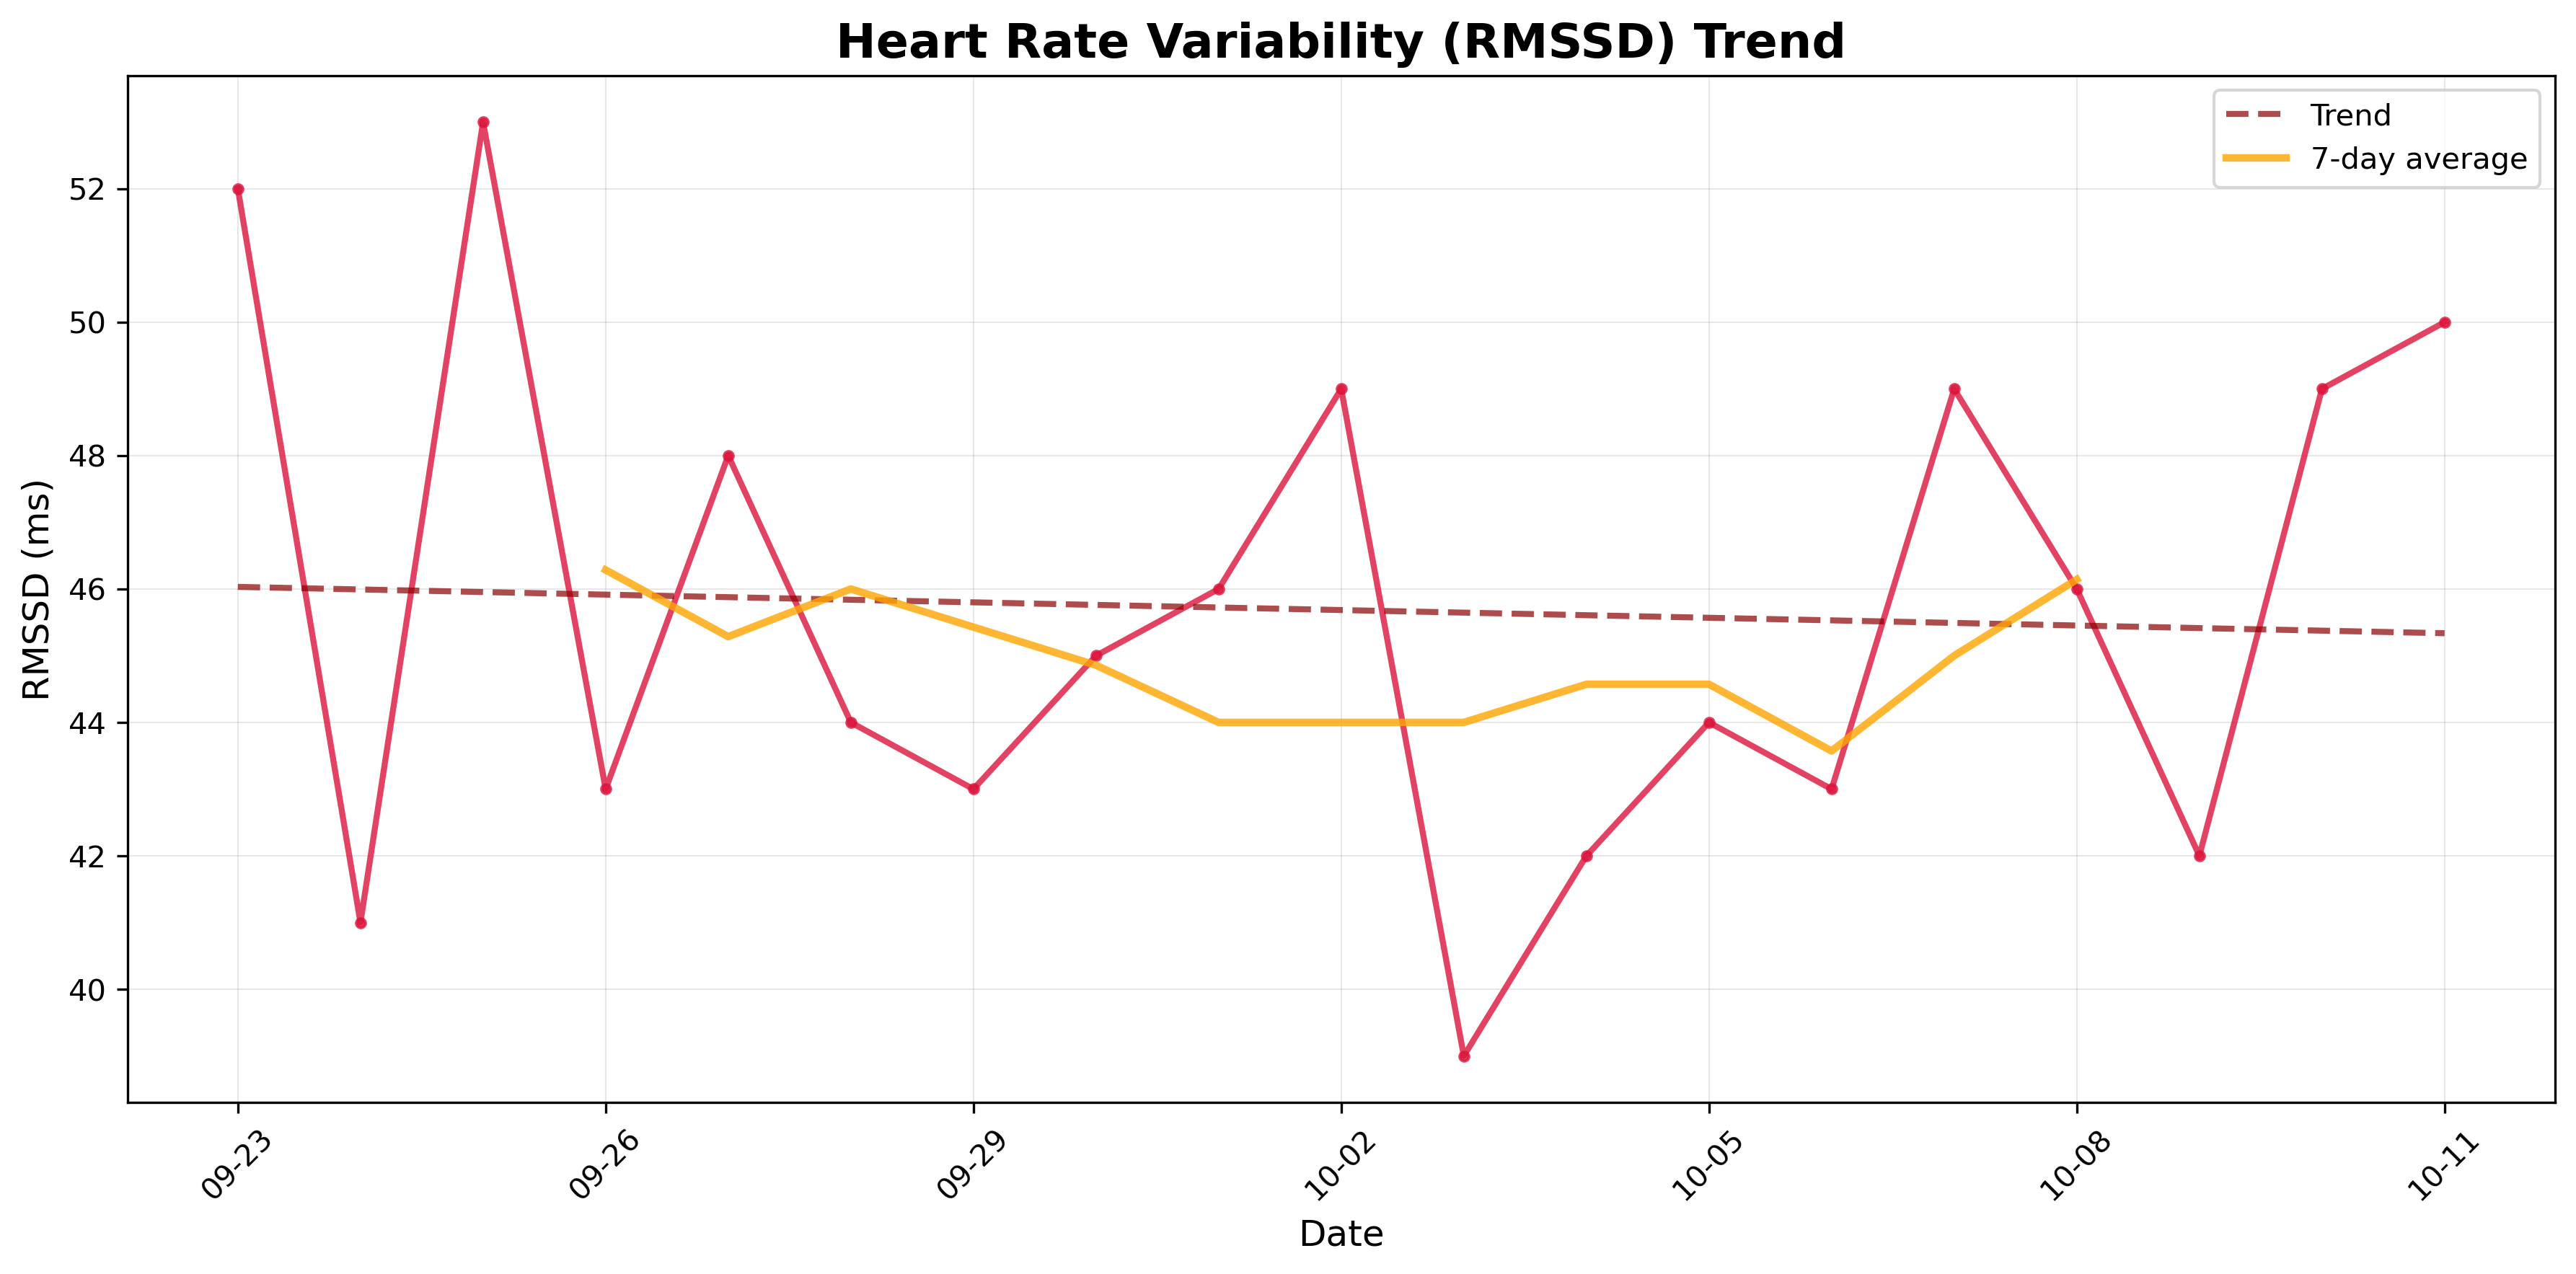 Heart Rate Variability (RMSSD) Trend
Trend
7-day average
52
50
48
46
44
42
40
RMSSD (ms)
09-23
09-26
09-29
10-02
10-05
10-08
10-11
Date